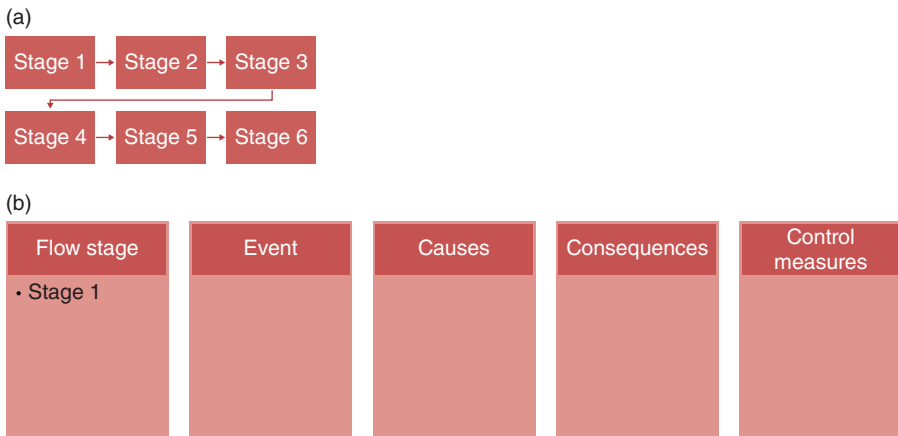 (a)
Stage 1 Stage 2 Stage 3
Stage 4 Stage 5 Stage 6
(b)
Flow stage Event Causes Consequences Control
measures
• Stage 1